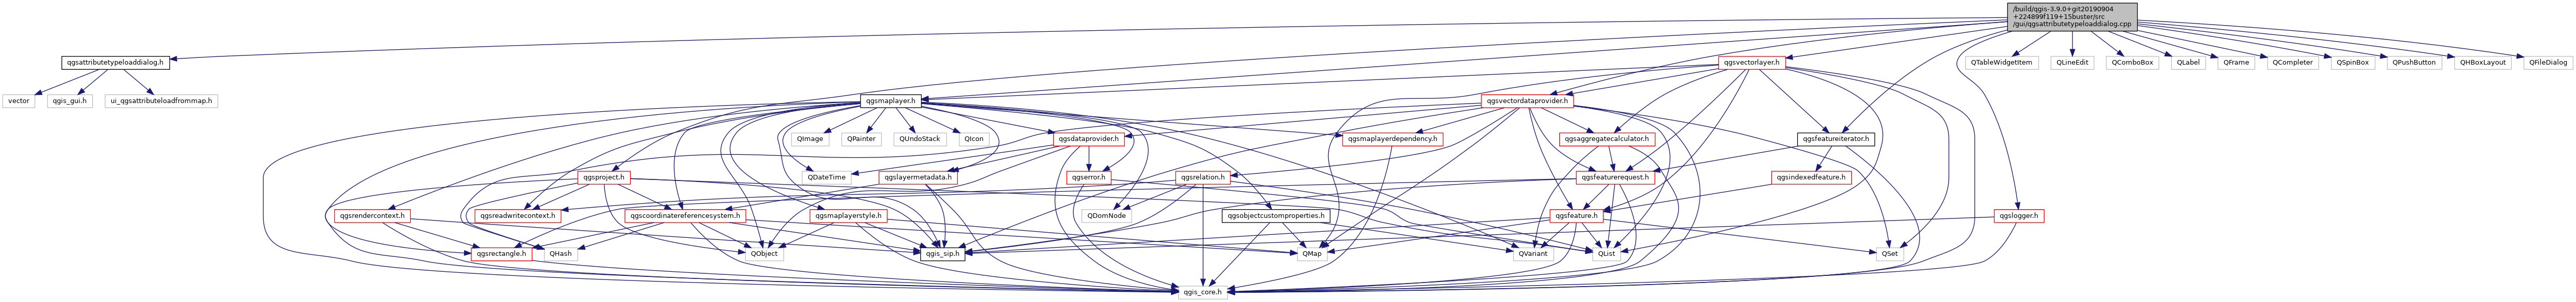 /build/qgis-3.9.0+git20190904
+224899f119+15buster/src
/gui/qgsattributetypeloaddialog.cpp
qgsattributetypeloaddialog.h
qgsvectorlayer.h
QTableWidgetItem
QLineEdit
QComboBox
QLabel
QFrame
QCompleter
QSpinBox
QPushButton
QHBoxLayout
QFileDialog
vector
qgis_gui.h
ui_qgsattributeloadfrommap.h
qgsmaplayer.h
qgsvectordataprovider.h
QImage
QPainter
QUndoStack
QIcon
qgsdataprovider.h
qgsmaplayerdependency.h
qgsaggregatecalculator.h
qgsfeatureiterator.h
qgsproject.h
QDateTime
qgslayermetadata.h
qgserror.h
qgsrelation.h
qgsfeaturerequest.h
qgsindexedfeature.h
qgsrendercontext.h
qgsreadwritecontext.h
qgscoordinatereferencesystem.h
qgsmaplayerstyle.h
QDomNode
qgsobjectcustomproperties.h
qgsfeature.h
qgslogger.h
qgsrectangle.h
QHash
QObject
qgis_sip.h
QMap
QVariant
QList
QSet
qgis_core.h